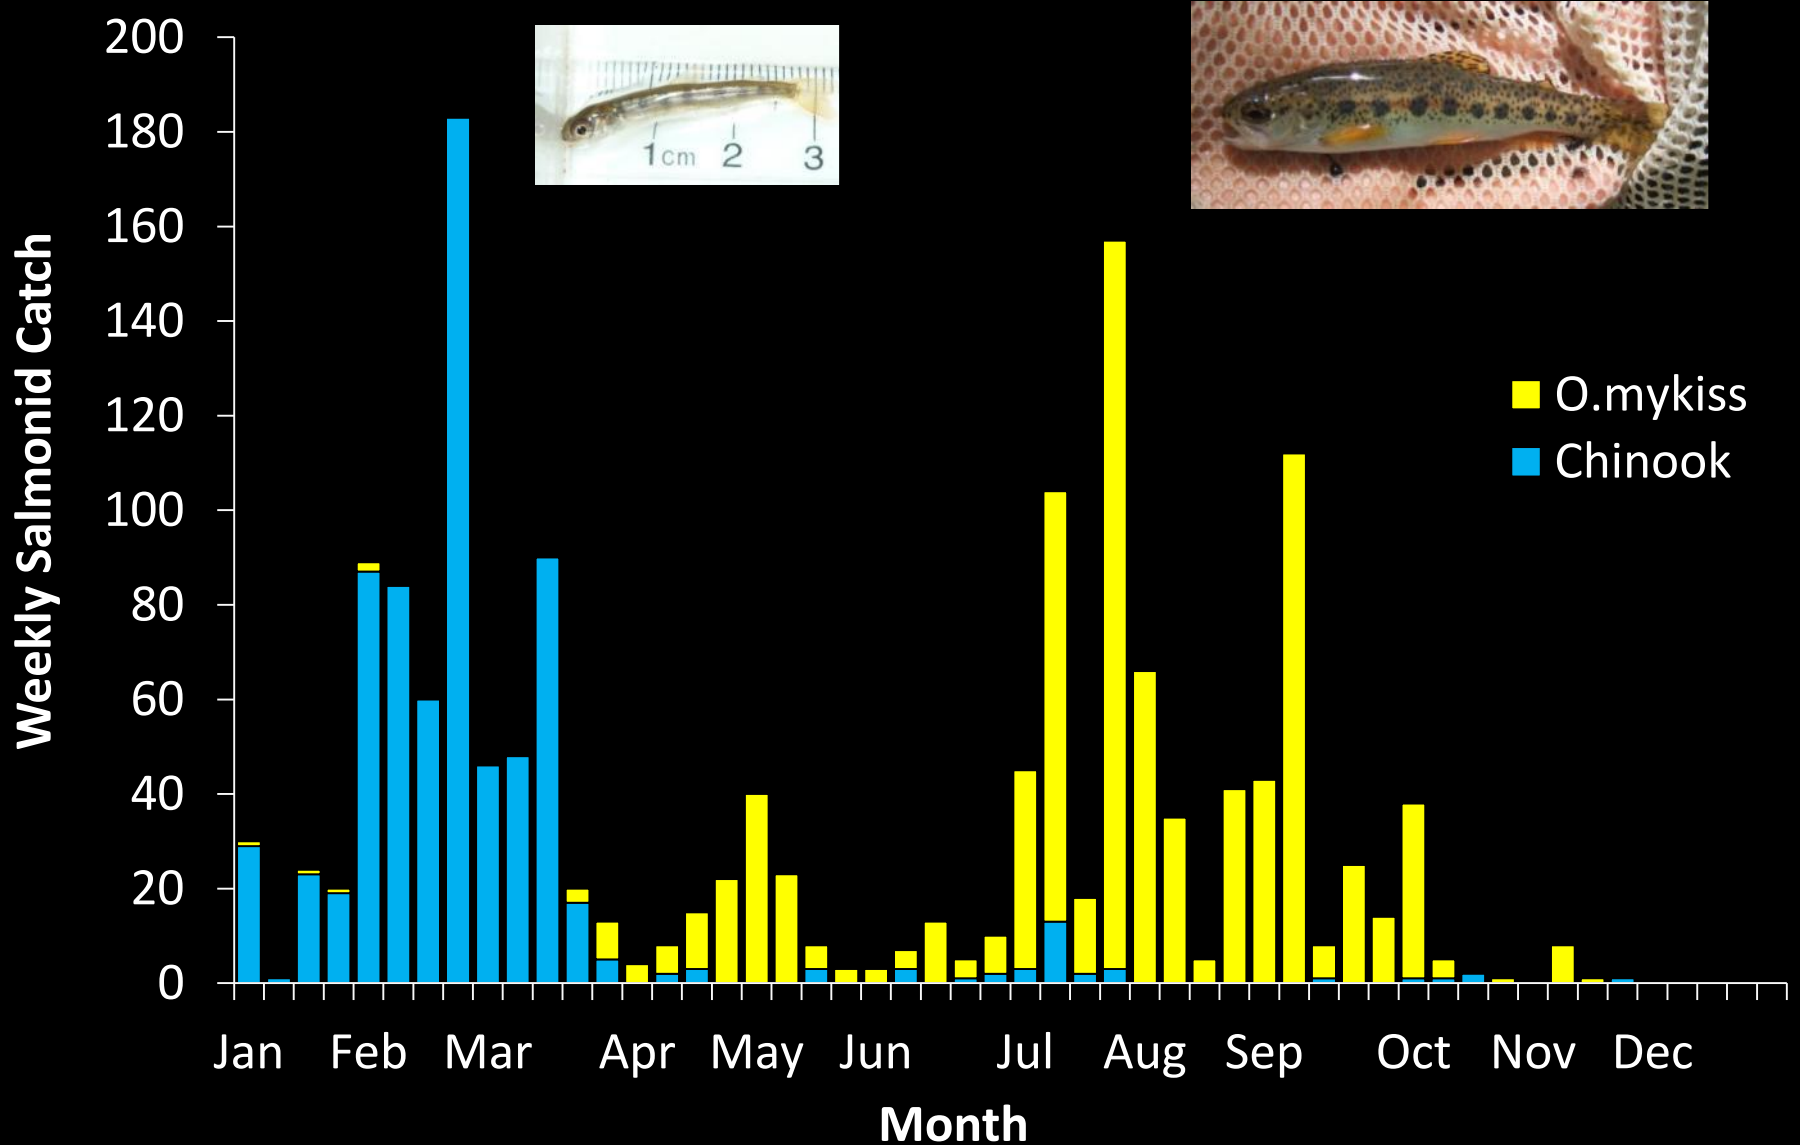 200
180
160
140
120
100
80
60
40
20
0
Weekly Salmonid Catch
1cm 2 3
O.mykiss
Chinook
Jan Feb Mar Apr May Jun Jul Aug Sep Oct Nov Dec
Month